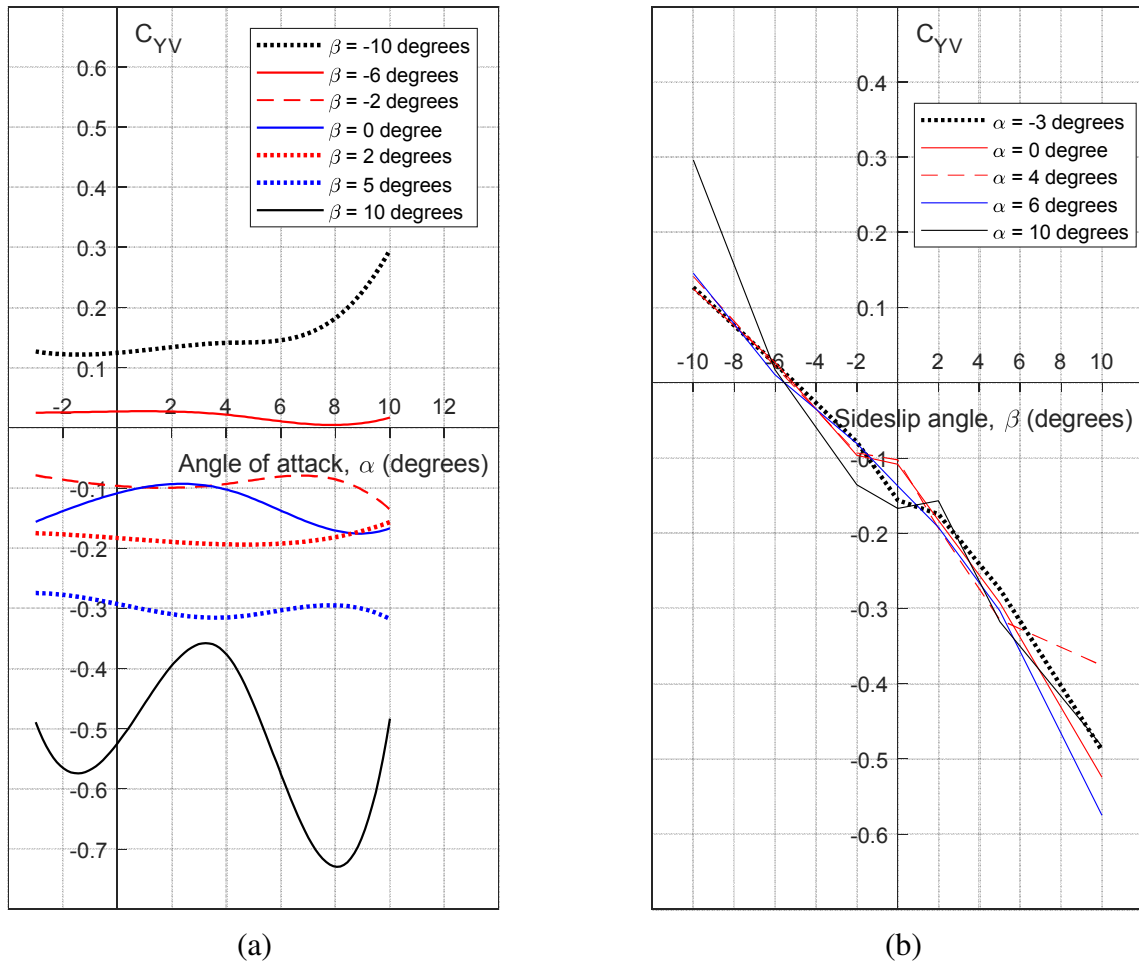 C_YV
β = -10 degrees
β = -6 degrees
β = -2 degrees
β = 0 degree
β = 2 degrees
β = 5 degrees
β = 10 degrees
0.6
0.5
0.4
0.3
0.2
0.1
-2 2 4 6 8 10 12
Angle of attack, α (degrees)
-0.1
-0.2
-0.3
-0.4
-0.5
-0.6
-0.7
(a)
C_YV
α = -3 degrees
α = 0 degree
α = 4 degrees
α = 6 degrees
α = 10 degrees
0.4
0.3
0.2
0.1
-10 -8 -6 -4 -2 2 4 6 8 10
Sideslip angle, β (degrees)
-0.1
-0.2
-0.3
-0.4
-0.5
-0.6
(b)